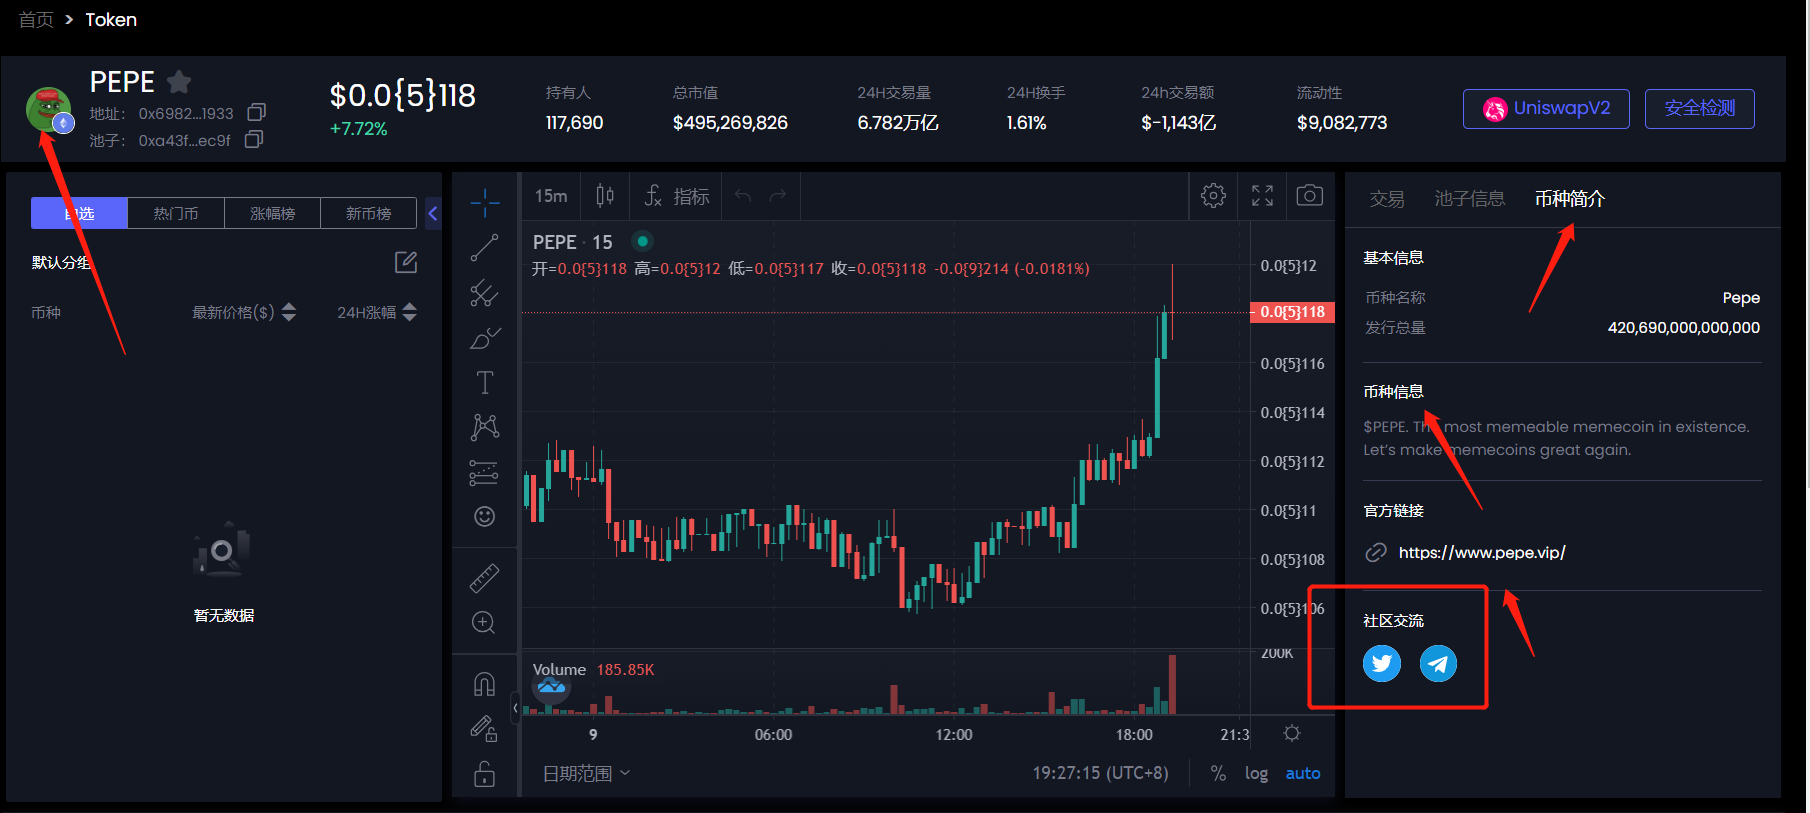 首页 > Token
PEPE
地址： 0x6982...1933
池子： 0xa43f...ec9f
$0.0{5}118
+7.72%
持有人
117,690
总市值
$495,269,826
24H交易量
6.782万亿
24H换手
1.61%
24h交易额
$-1,143亿
流动性
$9,082,773
UniswapV2
安全检测
自选 热门币 涨幅榜 新币榜
默认分组
币种 最新价格($) 24H涨幅
暂无数据
15m 指标
PEPE · 15
开=0.0{5}118 高=0.0{5}12 低=0.0{5}117 收=0.0{5}118 -0.0{9}214 (-0.0181%)
0.0{5}12
0.0{5}118
0.0{5}116
0.0{5}114
0.0{5}112
0.0{5}11
0.0{5}108
0.0{5}106
200K
Volume 185.85K
9 06:00 12:00 18:00 21:3
日期范围 19:27:15 (UTC+8) % log auto
交易 池子信息 币种简介
基本信息
币种名称 Pepe
发行总量 420,690,000,000,000
币种信息
$PEPE. The most memeable memecoin in existence.
Let's make memecoins great again.
官方链接
https://www.pepe.vip/
社区交流